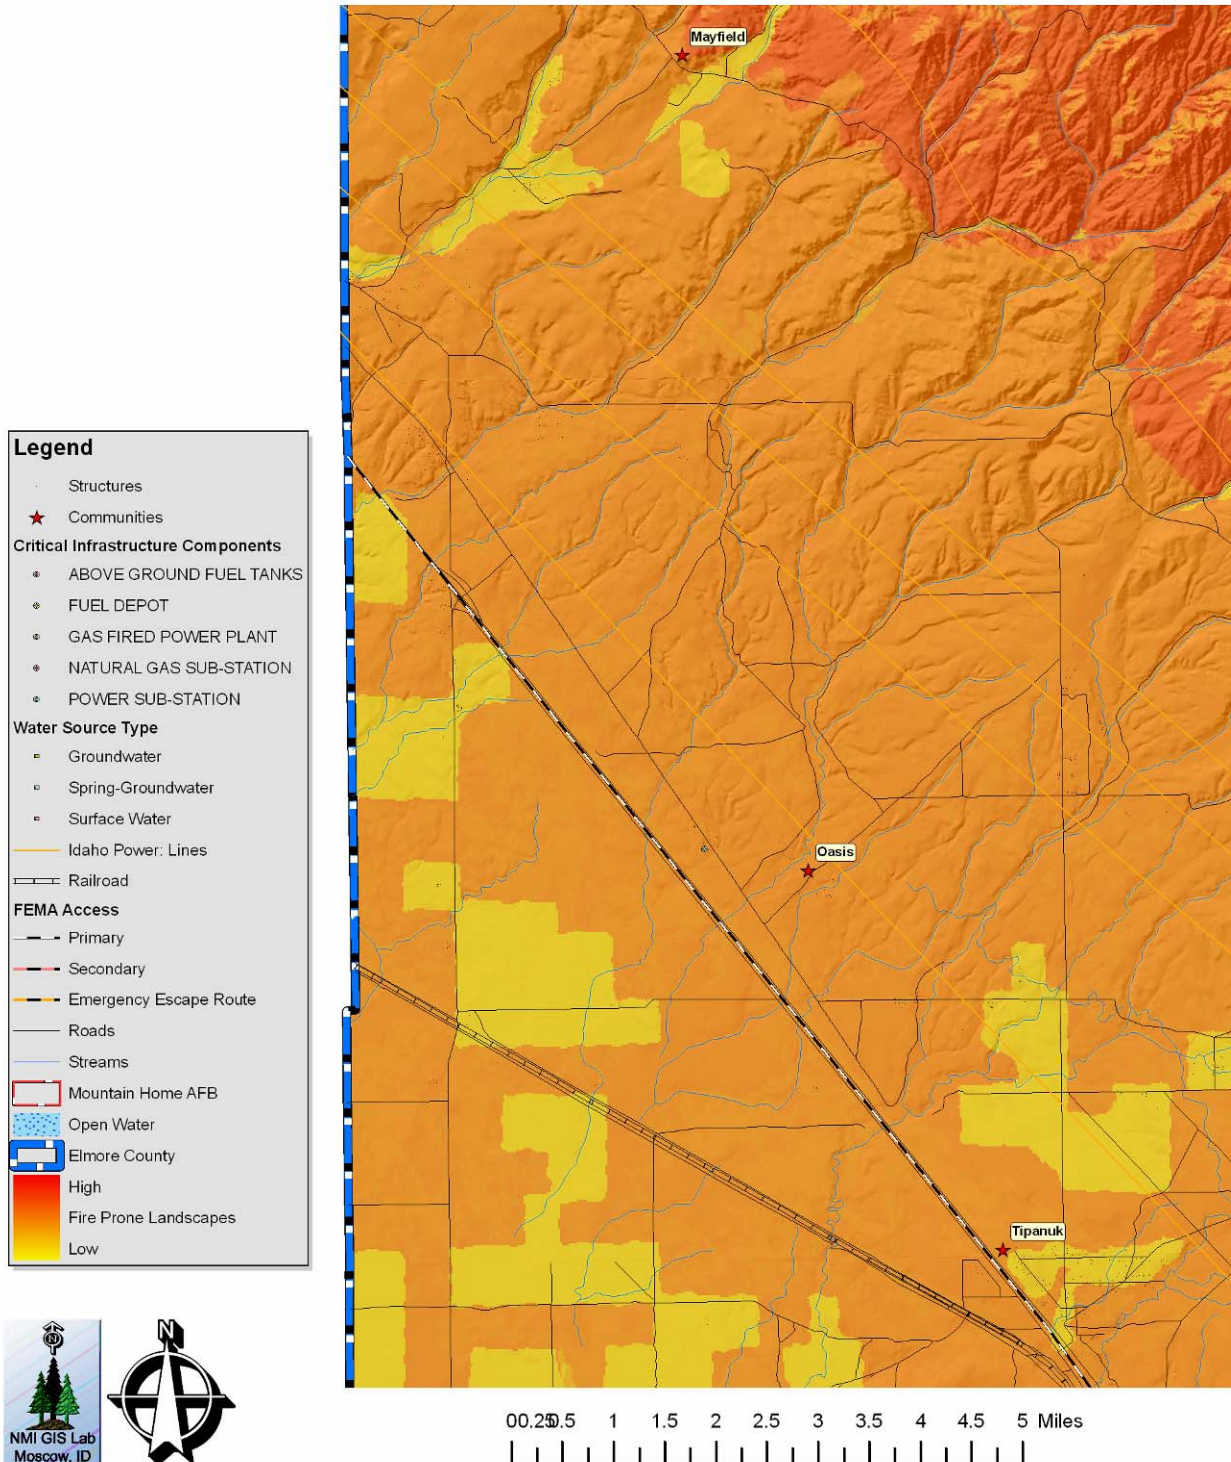 Mayfield
Legend
Structures
Communities
Critical Infrastructure Components
ABOVE GROUND FUEL TANKS
FUEL DEPOT
GAS FIRED POWER PLANT
NATURAL GAS SUB-STATION
POWER SUB-STATION
Water Source Type
Groundwater
Spring-Groundwater
Surface Water
Idaho Power: Lines
Railroad
FEMA Access
Primary
Secondary
Emergency Escape Route
Roads
Streams
Mountain Home AFB
Open Water
Elmore County
High
Fire Prone Landscapes
Low
Oasis
Tipanuk
N
NMI GIS Lab
Moscow, ID
N
0 0.25 0.5 1 1.5 2 2.5 3 3.5 4 4.5 5 Miles